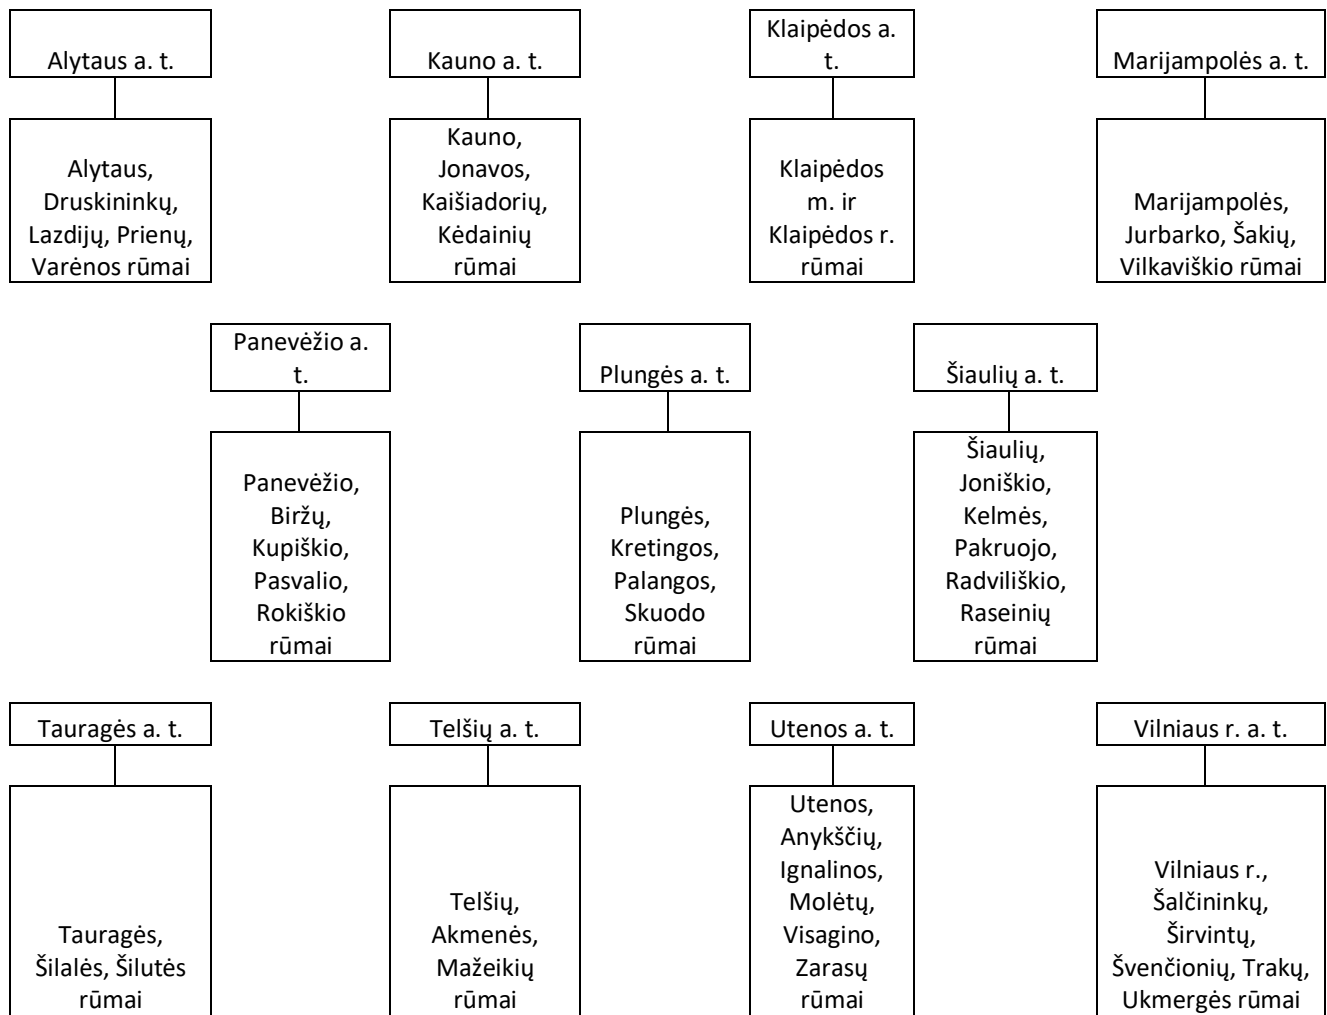 Alytaus a. t.
Kauno a. t.
Klaipėdos a.
t.
Marijampolės a. t.
Alytaus,
Druskininkų,
Lazdijų, Prienų,
Varėnos rūmai
Kauno,
Jonavos,
Kaišiadorių,
Kėdainių
rūmai
Klaipėdos
m. ir
Klaipėdos r.
rūmai
Marijampolės,
Jurbarko, Šakių,
Vilkaviškio rūmai
Panevėžio a.
t.
Plungės a. t.
Šiaulių a. t.
Panevėžio,
Biržų,
Kupiškio,
Pasvalio,
Rokiškio
rūmai
Plungės,
Kretingos,
Palangos,
Skuodo
rūmai
Šiaulių,
Joniškio,
Kelmės,
Pakruojo,
Radviliškio,
Raseinių
rūmai
Tauragės a. t.
Telšių a. t.
Utenos a. t.
Vilniaus r. a. t.
Tauragės,
Šilalės, Šilutės
rūmai
Telšių,
Akmenės,
Mažeikių
rūmai
Utenos,
Anykščių,
Ignalinos,
Molėtų,
Visagino,
Zarasų
rūmai
Vilniaus r.,
Šalčininkų,
Širvintų,
Švenčionių, Trakų,
Ukmergės rūmai